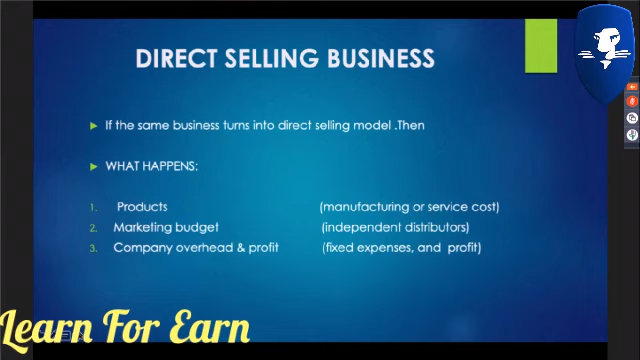 DIRECT SELLING BUSINESS
If the same business turns into direct selling model .Then
WHAT HAPPENS:
1. Products (manufacturing or service cost)
2. Marketing budget (independent distributors)
3. Company overhead & profit (fixed expenses, and profit)
Learn For Earn